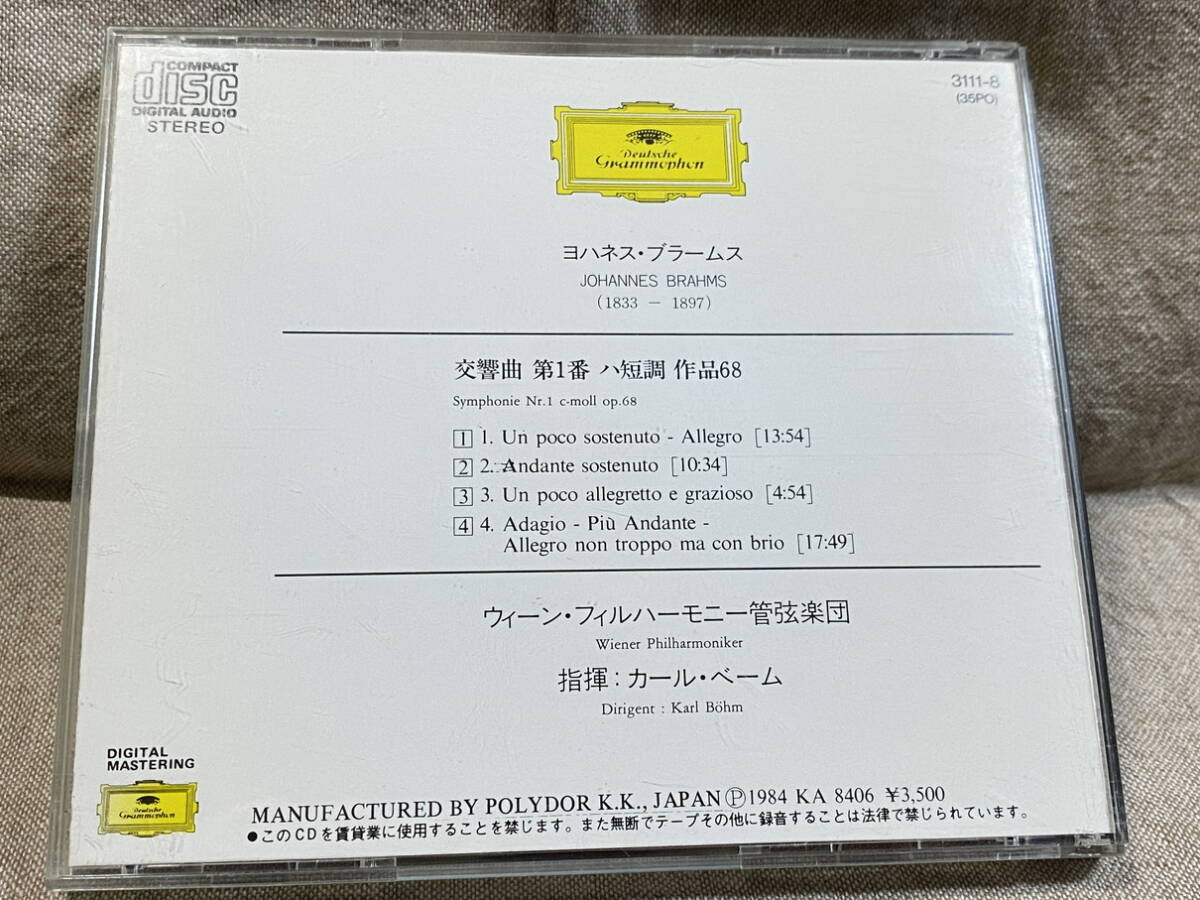 COMPACT
disc
DIGITAL AUDIO
STEREO
3111-8
(35PO)
Deutsche
Grammophon
ヨハネス・ブラームス
JOHANNES BRAHMS
(1833 − 1897)
交響曲 第1番 ハ短調 作品68
Symphonie Nr.1 c-moll op.68
1 1. Un poco sostenuto - Allegro [13:54]
2 2. Andante sostenuto [10:34]
3 3. Un poco allegretto e grazioso [4:54]
4 4. Adagio - Più Andante -
Allegro non troppo ma con brio [17:49]
ウィーン・フィルハーモニー管弦楽団
Wiener Philharmoniker
指揮：カール・ベーム
Dirigent : Karl Böhm
DIGITAL
MASTERING
Deutsche
Grammophon
MANUFACTURED BY POLYDOR K.K., JAPAN Ⓟ1984 KA 8406 ¥3,500
●このCDを賃貸業に使用することを禁じます。また無断でテープその他に録音することは法律で禁じられています。